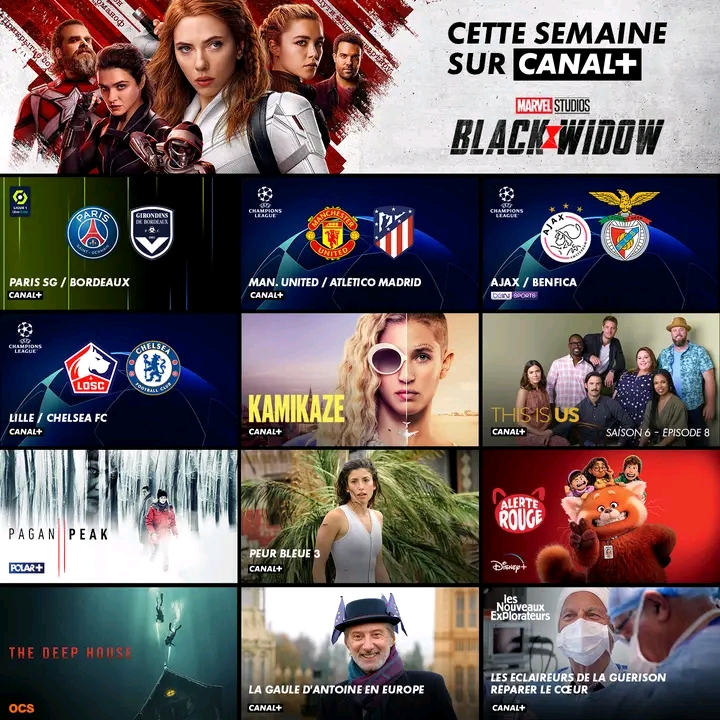 CETTE SEMAINE
SUR CANAL+
MARVEL STUDIOS
BLACK WIDOW
LIGUE 1
Uber Eats
PARIS
SAINT-GERMAIN
GIRONDINS
DE BORDEAUX
PARIS SG / BORDEAUX
CANAL+
CHAMPIONS
LEAGUE
MANCHESTER
UNITED
MAN. UNITED / ATLETICO MADRID
CANAL+
CHAMPIONS
LEAGUE
AJAX
AJAX / BENFICA
beIN SPORTS
CHAMPIONS
LEAGUE
LOSC
CHELSEA
FOOTBALL CLUB
LILLE / CHELSEA FC
CANAL+
KAMIKAZE
CANAL+
THIS IS US
CANAL+
SAISON 6 - EPISODE 8
PAGAN PEAK
POLAR+
PEUR BLEUE 3
CANAL+
ALERTE
ROUGE
Disney+
THE DEEP HOUSE
OCS
LA GAULE D'ANTOINE EN EUROPE
CANAL+
les
Nouveaux
Explorateurs
LES ECLAIREURS DE LA GUERISON
REPARER LE CŒUR
CANAL+